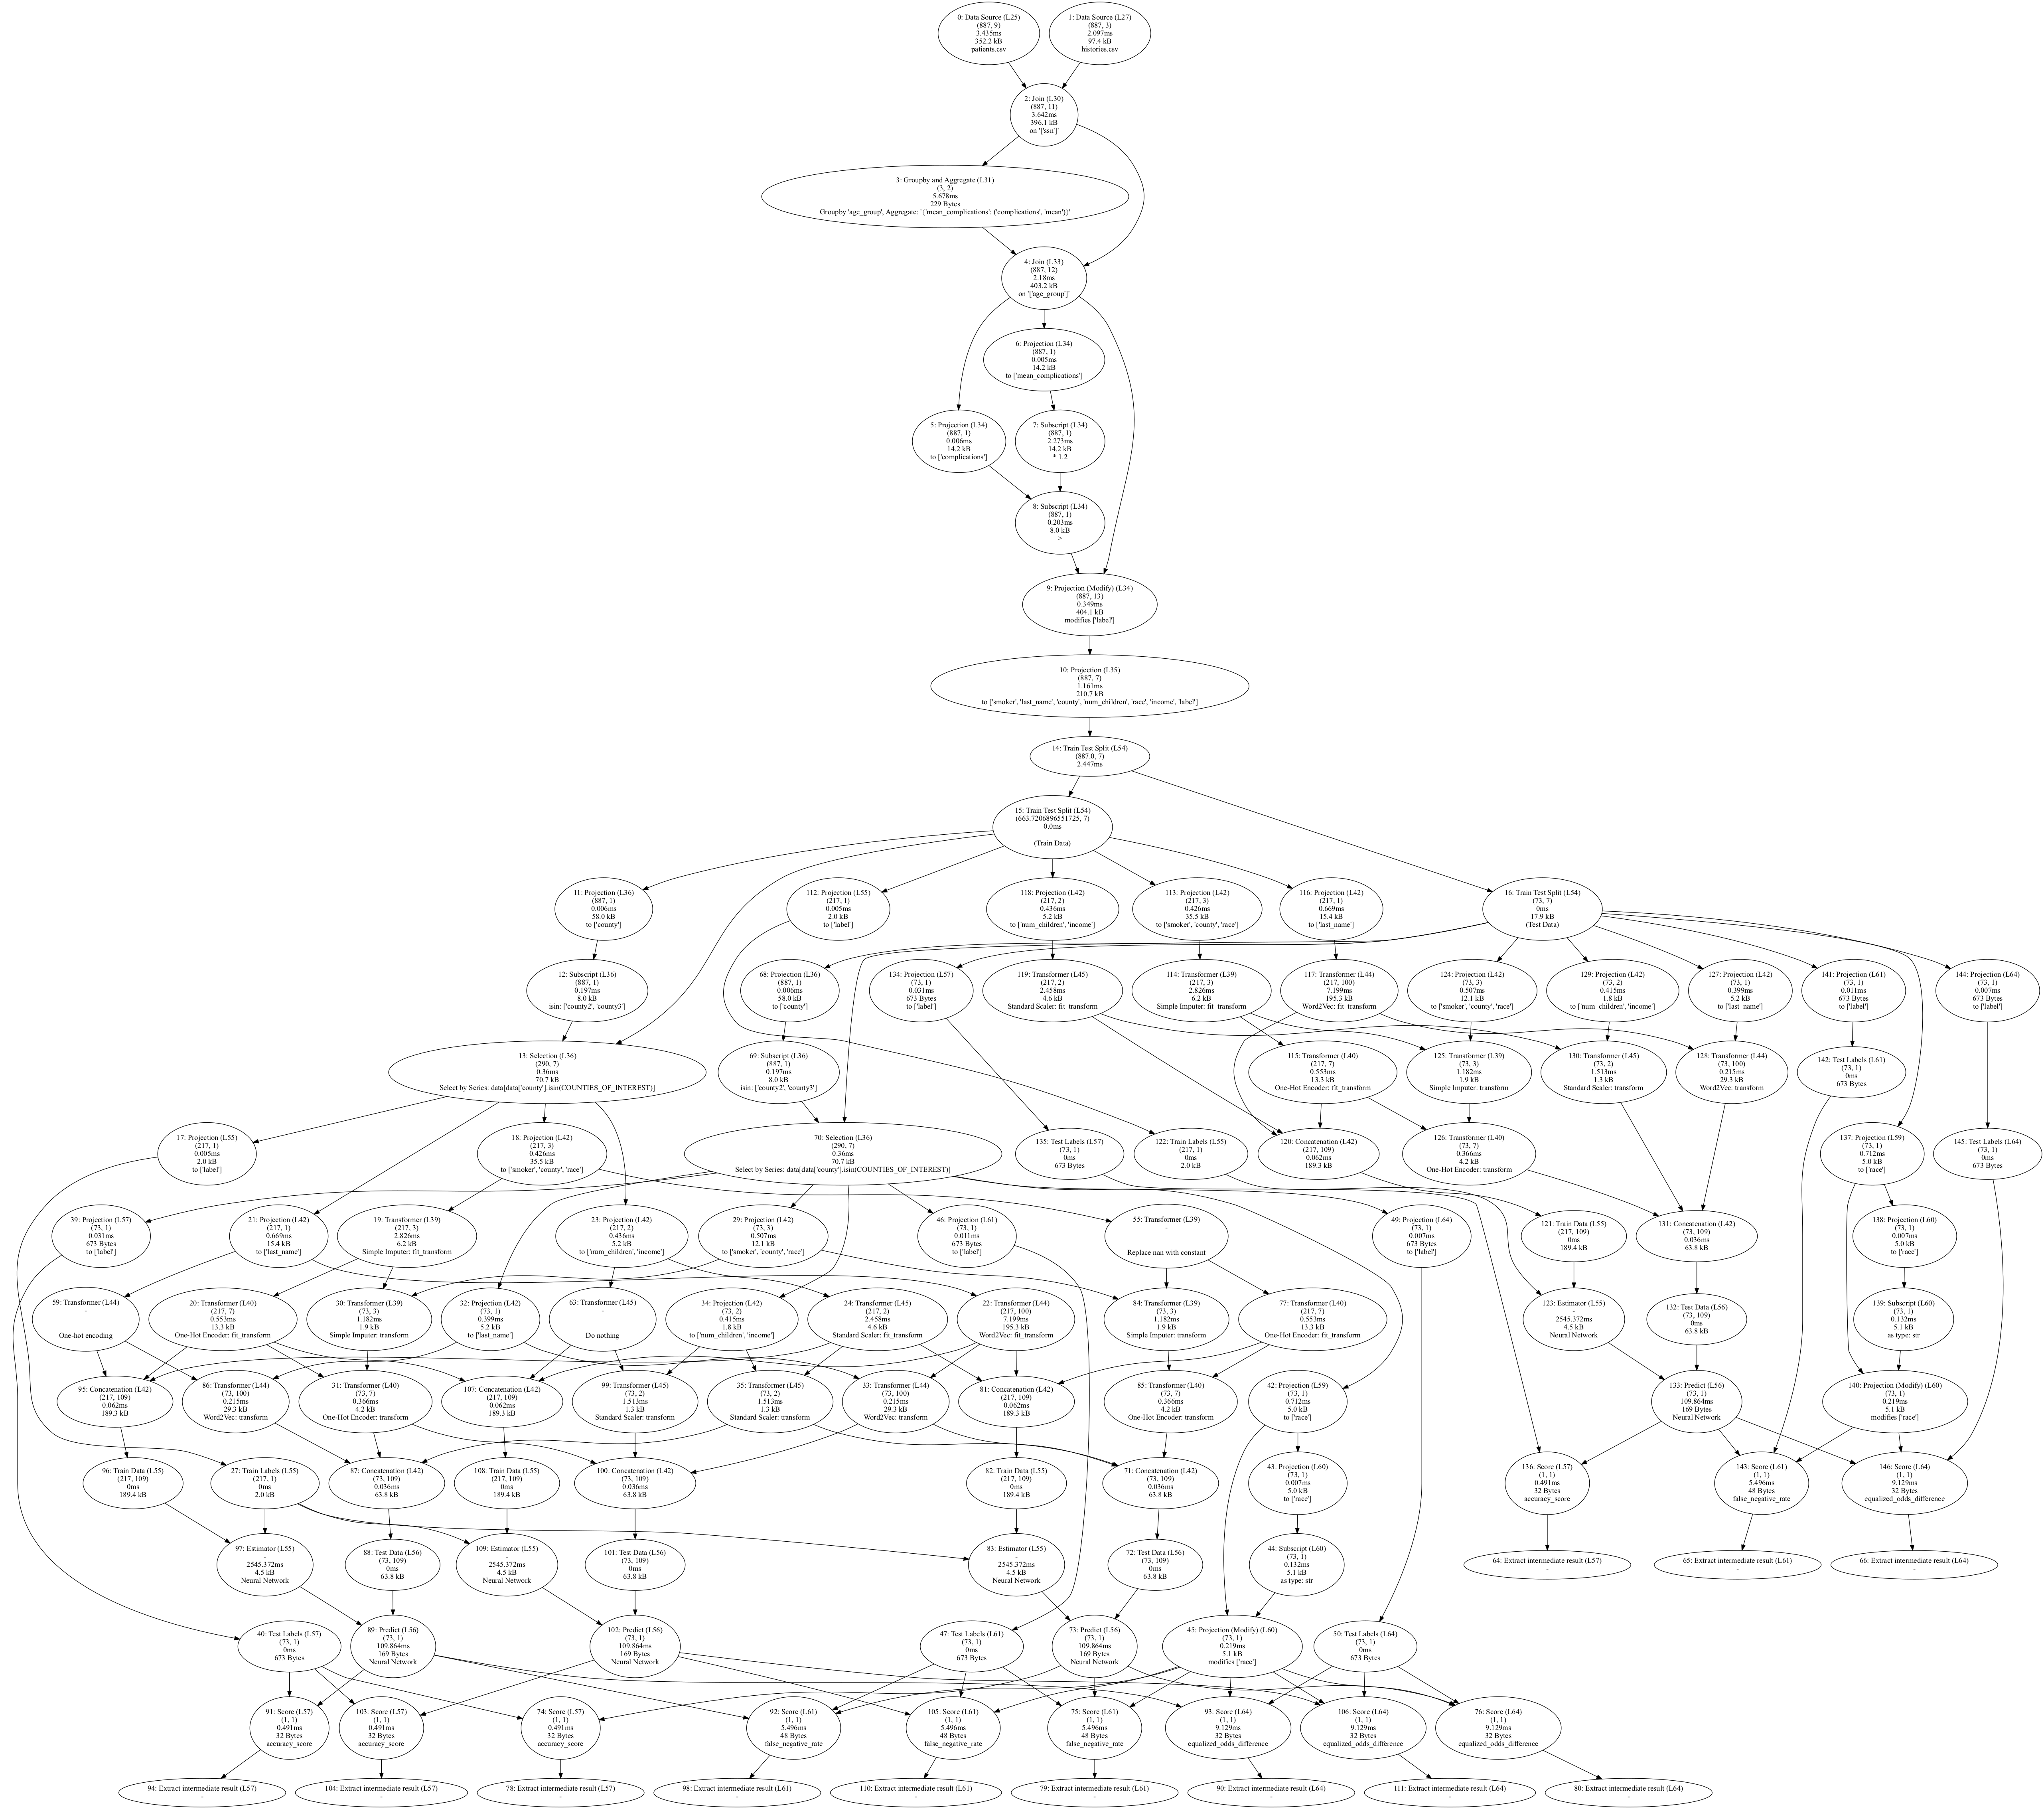 0: Data Source (L25)
(887, 9)
3.435ms
352.2 kB
patients.csv
1: Data Source (L27)
(887, 3)
2.097ms
97.4 kB
histories.csv
2: Join (L30)
(887, 11)
3.642ms
396.1 kB
on '['ssn']'
3: Groupby and Aggregate (L31)
(3, 2)
5.678ms
229 Bytes
Groupby 'age_group', Aggregate: '{'mean_complications': ('complications', 'mean')}'
4: Join (L33)
(887, 12)
2.18ms
403.2 kB
on '['age_group']'
6: Projection (L34)
(887, 1)
0.005ms
14.2 kB
to ['mean_complications']
5: Projection (L34)
(887, 1)
0.006ms
14.2 kB
to ['complications']
7: Subscript (L34)
(887, 1)
2.273ms
14.2 kB
* 1.2
8: Subscript (L34)
(887, 1)
0.203ms
8.0 kB
>
9: Projection (Modify) (L34)
(887, 13)
0.349ms
404.1 kB
modifies ['label']
10: Projection (L35)
(887, 7)
1.161ms
210.7 kB
to ['smoker', 'last_name', 'county', 'num_children', 'race', 'income', 'label']
14: Train Test Split (L54)
(887.0, 7)
2.447ms
15: Train Test Split (L54)
(663.7206896551725, 7)
0.0ms
(Train Data)
11: Projection (L36)
(887, 1)
0.006ms
58.0 kB
to ['county']
112: Projection (L55)
(217, 1)
0.005ms
2.0 kB
to ['label']
118: Projection (L42)
(217, 2)
0.436ms
5.2 kB
to ['num_children', 'income']
113: Projection (L42)
(217, 3)
0.426ms
35.5 kB
to ['smoker', 'county', 'race']
116: Projection (L42)
(217, 1)
0.669ms
15.4 kB
to ['last_name']
16: Train Test Split (L54)
(73, 7)
0ms
17.9 kB
(Test Data)
12: Subscript (L36)
(887, 1)
0.197ms
8.0 kB
isin: ['county2', 'county3']
68: Projection (L36)
(887, 1)
0.006ms
58.0 kB
to ['county']
134: Projection (L57)
(73, 1)
0.031ms
673 Bytes
to ['label']
119: Transformer (L45)
(217, 2)
2.458ms
4.6 kB
Standard Scaler: fit_transform
114: Transformer (L39)
(217, 3)
2.826ms
6.2 kB
Simple Imputer: fit_transform
117: Transformer (L44)
(217, 100)
7.199ms
195.3 kB
Word2Vec: fit_transform
124: Projection (L42)
(73, 3)
0.507ms
12.1 kB
to ['smoker', 'county', 'race']
129: Projection (L42)
(73, 2)
0.415ms
1.8 kB
to ['num_children', 'income']
127: Projection (L42)
(73, 1)
0.399ms
5.2 kB
to ['last_name']
141: Projection (L61)
(73, 1)
0.011ms
673 Bytes
to ['label']
144: Projection (L64)
(73, 1)
0.007ms
673 Bytes
to ['label']
13: Selection (L36)
(290, 7)
0.36ms
70.7 kB
Select by Series: data[data['county'].isin(COUNTIES_OF_INTEREST)]
69: Subscript (L36)
(887, 1)
0.197ms
8.0 kB
isin: ['county2', 'county3']
115: Transformer (L40)
(217, 7)
0.553ms
13.3 kB
One-Hot Encoder: fit_transform
125: Transformer (L39)
(73, 3)
1.182ms
1.9 kB
Simple Imputer: transform
130: Transformer (L45)
(73, 2)
1.513ms
1.3 kB
Standard Scaler: transform
128: Transformer (L44)
(73, 100)
0.215ms
29.3 kB
Word2Vec: transform
142: Test Labels (L61)
(73, 1)
0ms
673 Bytes
17: Projection (L55)
(217, 1)
0.005ms
2.0 kB
to ['label']
18: Projection (L42)
(217, 3)
0.426ms
35.5 kB
to ['smoker', 'county', 'race']
70: Selection (L36)
(290, 7)
0.36ms
70.7 kB
Select by Series: data[data['county'].isin(COUNTIES_OF_INTEREST)]
135: Test Labels (L57)
(73, 1)
0ms
673 Bytes
122: Train Labels (L55)
(217, 1)
0ms
2.0 kB
120: Concatenation (L42)
(217, 109)
0.062ms
189.3 kB
126: Transformer (L40)
(73, 7)
0.366ms
4.2 kB
One-Hot Encoder: transform
137: Projection (L59)
(73, 1)
0.712ms
5.0 kB
to ['race']
145: Test Labels (L64)
(73, 1)
0ms
673 Bytes
39: Projection (L57)
(73, 1)
0.031ms
673 Bytes
to ['label']
21: Projection (L42)
(217, 1)
0.669ms
15.4 kB
to ['last_name']
19: Transformer (L39)
(217, 3)
2.826ms
6.2 kB
Simple Imputer: fit_transform
23: Projection (L42)
(217, 2)
0.436ms
5.2 kB
to ['num_children', 'income']
29: Projection (L42)
(73, 3)
0.507ms
12.1 kB
to ['smoker', 'county', 'race']
46: Projection (L61)
(73, 1)
0.011ms
673 Bytes
to ['label']
55: Transformer (L39)
-
Replace nan with constant
49: Projection (L64)
(73, 1)
0.007ms
673 Bytes
to ['label']
121: Train Data (L55)
(217, 109)
0ms
189.4 kB
131: Concatenation (L42)
(73, 109)
0.036ms
63.8 kB
138: Projection (L60)
(73, 1)
0.007ms
5.0 kB
to ['race']
59: Transformer (L44)
-
One-hot encoding
20: Transformer (L40)
(217, 7)
0.553ms
13.3 kB
One-Hot Encoder: fit_transform
30: Transformer (L39)
(73, 3)
1.182ms
1.9 kB
Simple Imputer: transform
32: Projection (L42)
(73, 1)
0.399ms
5.2 kB
to ['last_name']
63: Transformer (L45)
-
Do nothing
34: Projection (L42)
(73, 2)
0.415ms
1.8 kB
to ['num_children', 'income']
24: Transformer (L45)
(217, 2)
2.458ms
4.6 kB
Standard Scaler: fit_transform
22: Transformer (L44)
(217, 100)
7.199ms
195.3 kB
Word2Vec: fit_transform
84: Transformer (L39)
(73, 3)
1.182ms
1.9 kB
Simple Imputer: transform
77: Transformer (L40)
(217, 7)
0.553ms
13.3 kB
One-Hot Encoder: fit_transform
123: Estimator (L55)
-
2545.372ms
4.5 kB
Neural Network
132: Test Data (L56)
(73, 109)
0ms
63.8 kB
139: Subscript (L60)
(73, 1)
0.132ms
5.1 kB
as type: str
95: Concatenation (L42)
(217, 109)
0.062ms
189.3 kB
86: Transformer (L44)
(73, 100)
0.215ms
29.3 kB
Word2Vec: transform
31: Transformer (L40)
(73, 7)
0.366ms
4.2 kB
One-Hot Encoder: transform
107: Concatenation (L42)
(217, 109)
0.062ms
189.3 kB
99: Transformer (L45)
(73, 2)
1.513ms
1.3 kB
Standard Scaler: transform
35: Transformer (L45)
(73, 2)
1.513ms
1.3 kB
Standard Scaler: transform
33: Transformer (L44)
(73, 100)
0.215ms
29.3 kB
Word2Vec: transform
81: Concatenation (L42)
(217, 109)
0.062ms
189.3 kB
85: Transformer (L40)
(73, 7)
0.366ms
4.2 kB
One-Hot Encoder: transform
42: Projection (L59)
(73, 1)
0.712ms
5.0 kB
to ['race']
133: Predict (L56)
(73, 1)
109.864ms
169 Bytes
Neural Network
140: Projection (Modify) (L60)
(73, 1)
0.219ms
5.1 kB
modifies ['race']
96: Train Data (L55)
(217, 109)
0ms
189.4 kB
27: Train Labels (L55)
(217, 1)
0ms
2.0 kB
87: Concatenation (L42)
(73, 109)
0.036ms
63.8 kB
108: Train Data (L55)
(217, 109)
0ms
189.4 kB
100: Concatenation (L42)
(73, 109)
0.036ms
63.8 kB
82: Train Data (L55)
(217, 109)
0ms
189.4 kB
71: Concatenation (L42)
(73, 109)
0.036ms
63.8 kB
43: Projection (L60)
(73, 1)
0.007ms
5.0 kB
to ['race']
136: Score (L57)
(1, 1)
0.491ms
32 Bytes
accuracy_score
143: Score (L61)
(1, 1)
5.496ms
48 Bytes
false_negative_rate
146: Score (L64)
(1, 1)
9.129ms
32 Bytes
equalized_odds_difference
97: Estimator (L55)
-
2545.372ms
4.5 kB
Neural Network
88: Test Data (L56)
(73, 109)
0ms
63.8 kB
109: Estimator (L55)
-
2545.372ms
4.5 kB
Neural Network
101: Test Data (L56)
(73, 109)
0ms
63.8 kB
83: Estimator (L55)
-
2545.372ms
4.5 kB
Neural Network
72: Test Data (L56)
(73, 109)
0ms
63.8 kB
44: Subscript (L60)
(73, 1)
0.132ms
5.1 kB
as type: str
64: Extract intermediate result (L57)
-
65: Extract intermediate result (L61)
-
66: Extract intermediate result (L64)
-
40: Test Labels (L57)
(73, 1)
0ms
673 Bytes
89: Predict (L56)
(73, 1)
109.864ms
169 Bytes
Neural Network
102: Predict (L56)
(73, 1)
109.864ms
169 Bytes
Neural Network
47: Test Labels (L61)
(73, 1)
0ms
673 Bytes
73: Predict (L56)
(73, 1)
109.864ms
169 Bytes
Neural Network
45: Projection (Modify) (L60)
(73, 1)
0.219ms
5.1 kB
modifies ['race']
50: Test Labels (L64)
(73, 1)
0ms
673 Bytes
91: Score (L57)
(1, 1)
0.491ms
32 Bytes
accuracy_score
103: Score (L57)
(1, 1)
0.491ms
32 Bytes
accuracy_score
74: Score (L57)
(1, 1)
0.491ms
32 Bytes
accuracy_score
92: Score (L61)
(1, 1)
5.496ms
48 Bytes
false_negative_rate
105: Score (L61)
(1, 1)
5.496ms
48 Bytes
false_negative_rate
75: Score (L61)
(1, 1)
5.496ms
48 Bytes
false_negative_rate
93: Score (L64)
(1, 1)
9.129ms
32 Bytes
equalized_odds_difference
106: Score (L64)
(1, 1)
9.129ms
32 Bytes
equalized_odds_difference
76: Score (L64)
(1, 1)
9.129ms
32 Bytes
equalized_odds_difference
94: Extract intermediate result (L57)
-
104: Extract intermediate result (L57)
-
78: Extract intermediate result (L57)
-
98: Extract intermediate result (L61)
-
110: Extract intermediate result (L61)
-
79: Extract intermediate result (L61)
-
90: Extract intermediate result (L64)
-
111: Extract intermediate result (L64)
-
80: Extract intermediate result (L64)
-